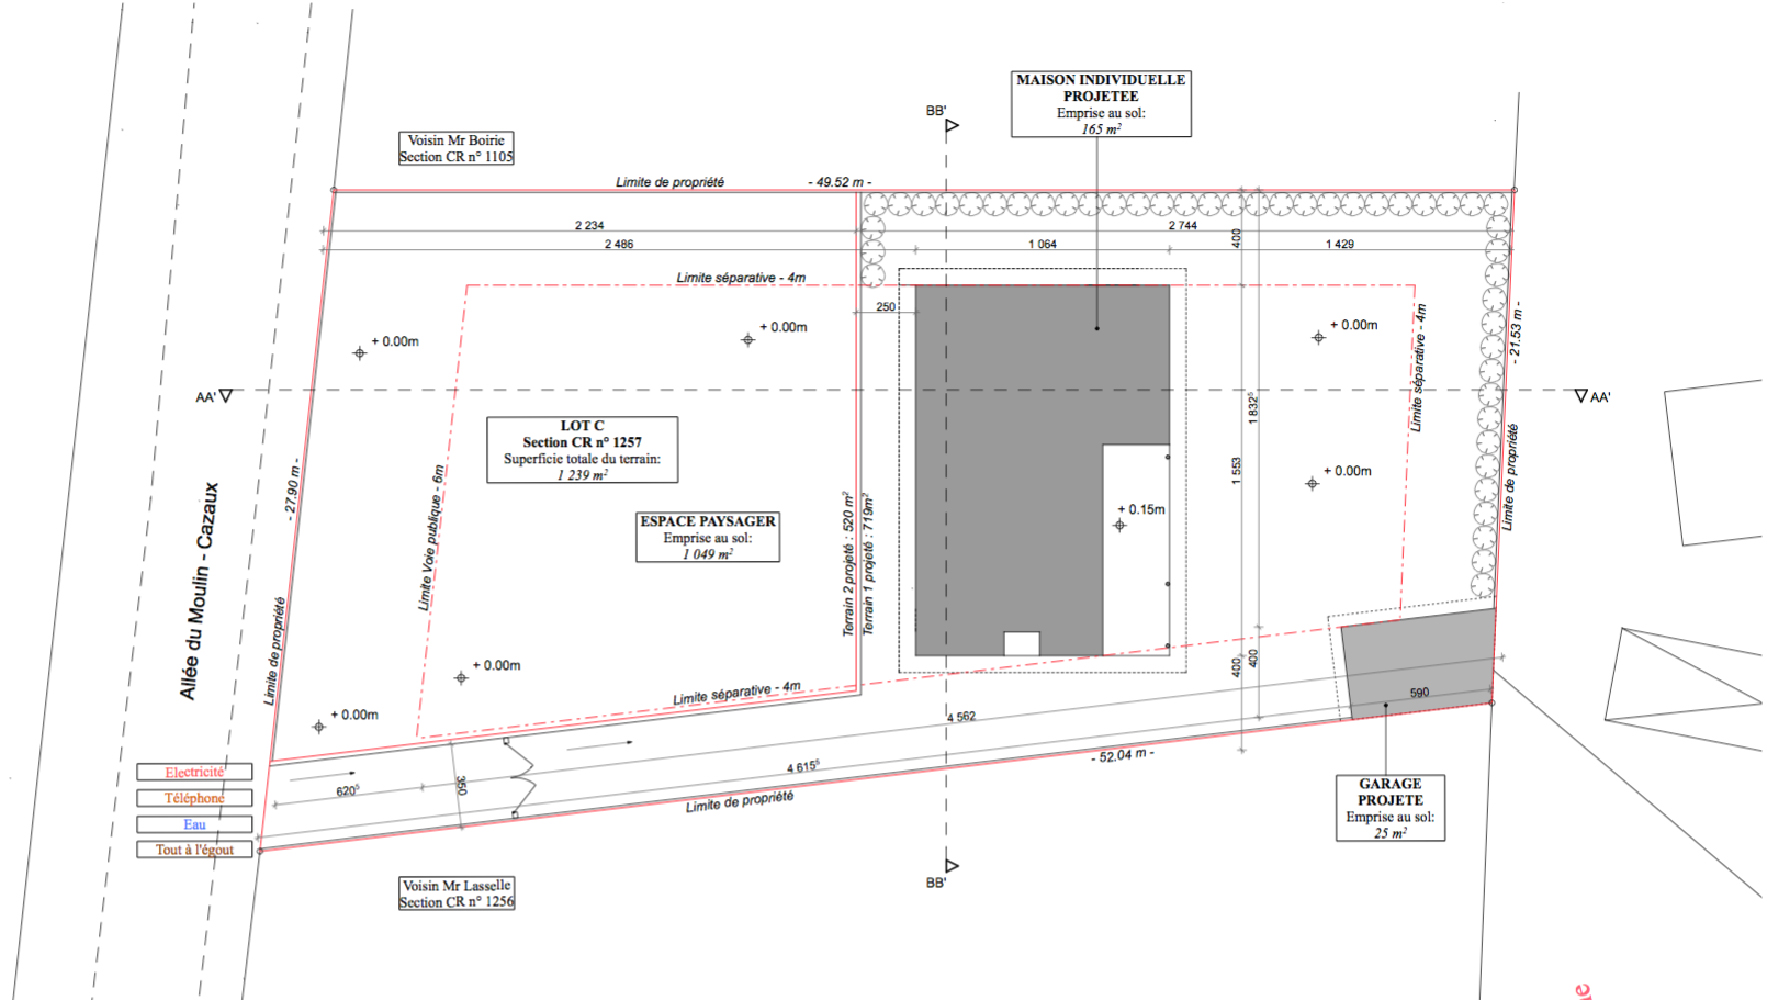 MAISON INDIVIDUELLE
PROJETEE
Emprise au sol:
165 m²
BB'
Voisin Mr Boirie
Section CR n° 1105
Limite de propriété
- 49.52 m -
2 234
2 744
2 486
1 064
400
1 429
Limite séparative - 4m
250
+ 0.00m
+ 0.00m
+ 0.00m
Limite séparative - 4m
- 21.53 m -
AA'
AA'
1 832⁵
LOT C
Section CR n° 1257
Superficie totale du terrain:
1 239 m²
- 27.90 m -
Limite Voie publique - 6m
1 553
+ 0.00m
Limite de propriété
Allée du Moulin - Cazaux
ESPACE PAYSAGER
Emprise au sol:
1 049 m²
Terrain 2 projeté : 520 m²
Terrain 1 projeté : 719m²
+ 0.15m
Limite de propriété
+ 0.00m
Limite séparative - 4m
400
400
590
+ 0.00m
4 562
- 52.04 m -
4 615⁵
620⁵
350
Limite de propriété
Electricité
Téléphone
Eau
Tout à l'égout
GARAGE
PROJETE
Emprise au sol:
25 m²
BB'
Voisin Mr Lasselle
Section CR n° 1256